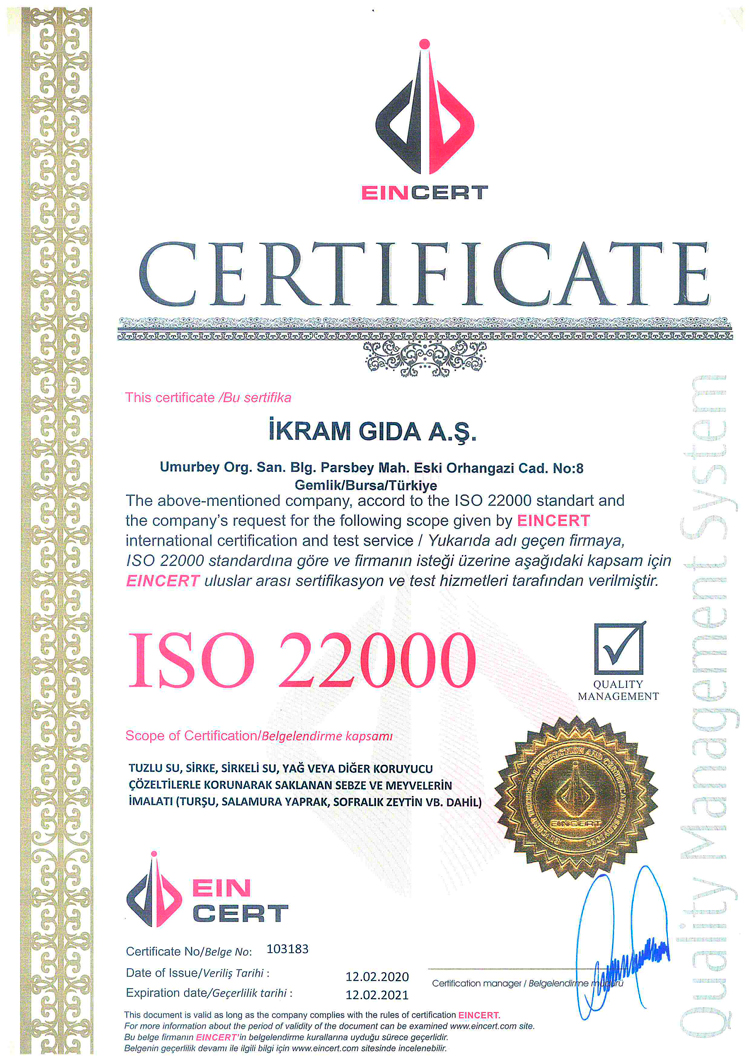 EINCERT
CERTIFICATE
This certificate /Bu sertifika
İKRAM GIDA A.Ş.
Umurbey Org. San. Blg. Parsbey Mah. Eski Orhangazi Cad. No:8
Gemlik/Bursa/Türkiye
The above-mentioned company, accord to the ISO 22000 standart and
the company's request for the following scope given by EINCERT
international certification and test service / Yukarıda adı geçen firmaya,
ISO 22000 standardına göre ve firmanın isteği üzerine aşağıdaki kapsam için
EINCERT uluslar arası sertifikasyon ve test hizmetleri tarafından verilmiştir.
ISO 22000
QUALITY
MANAGEMENT
Scope of Certification/Belgelendirme kapsamı
TUZLU SU, SİRKE, SİRKELİ SU, YAĞ VEYA DİĞER KORUYUCU
ÇÖZELTİLERLE KORUNARAK SAKLANAN SEBZE VE MEYVELERİN
İMALATI (TURŞU, SALAMURA YAPRAK, SOFRALIK ZEYTİN VB. DAHİL)
EINCERT
EIN
CERT
Certificate No/Belge No: 103183
Date of Issue/Veriliş Tarihi : 12.02.2020
Expiration date/Geçerlilik tarihi : 12.02.2021
Certification manager / Belgelendirme müdürü
This document is valid as long as the company complies with the rules of certification EINCERT.
For more information about the period of validity of the document can be examined www.eincert.com site.
Bu belge firmanın EINCERT'in belgelendirme kurallarına uyduğu sürece geçerlidir.
Belgenin geçerlilik devamı ile ilgili bilgi için www.eincert.com sitesinde incelenebilir.
Quality Management System